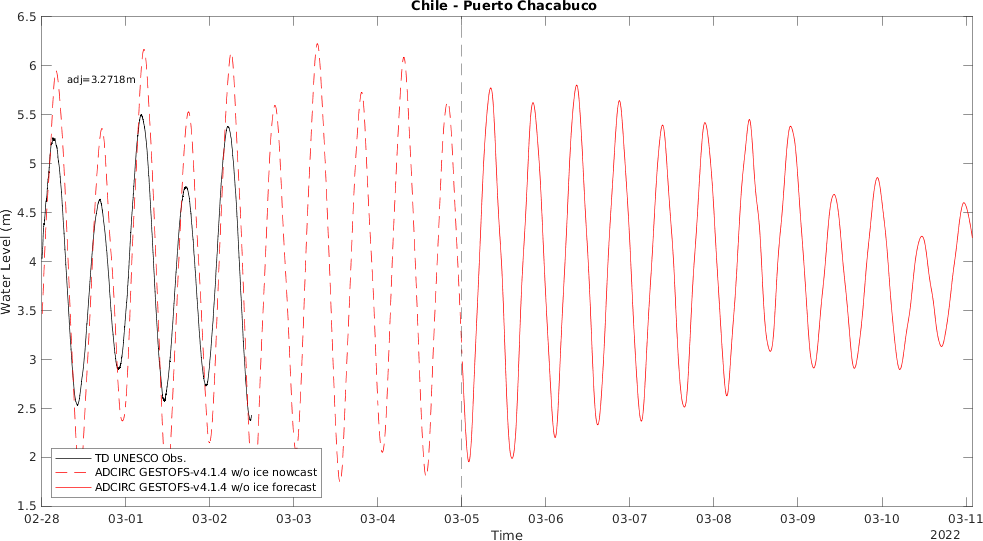 Chile - Puerto Chacabuco
6.5
6
5.5
5
4.5
4
3.5
3
2.5
2
1.5
Water Level (m)
adj=3.2718m
TD UNESCO Obs.
ADCIRC GESTOFS-v4.1.4 w/o ice nowcast
ADCIRC GESTOFS-v4.1.4 w/o ice forecast
02-28 03-01 03-02 03-03 03-04 03-05 03-06 03-07 03-08 03-09 03-10 03-11
Time
2022